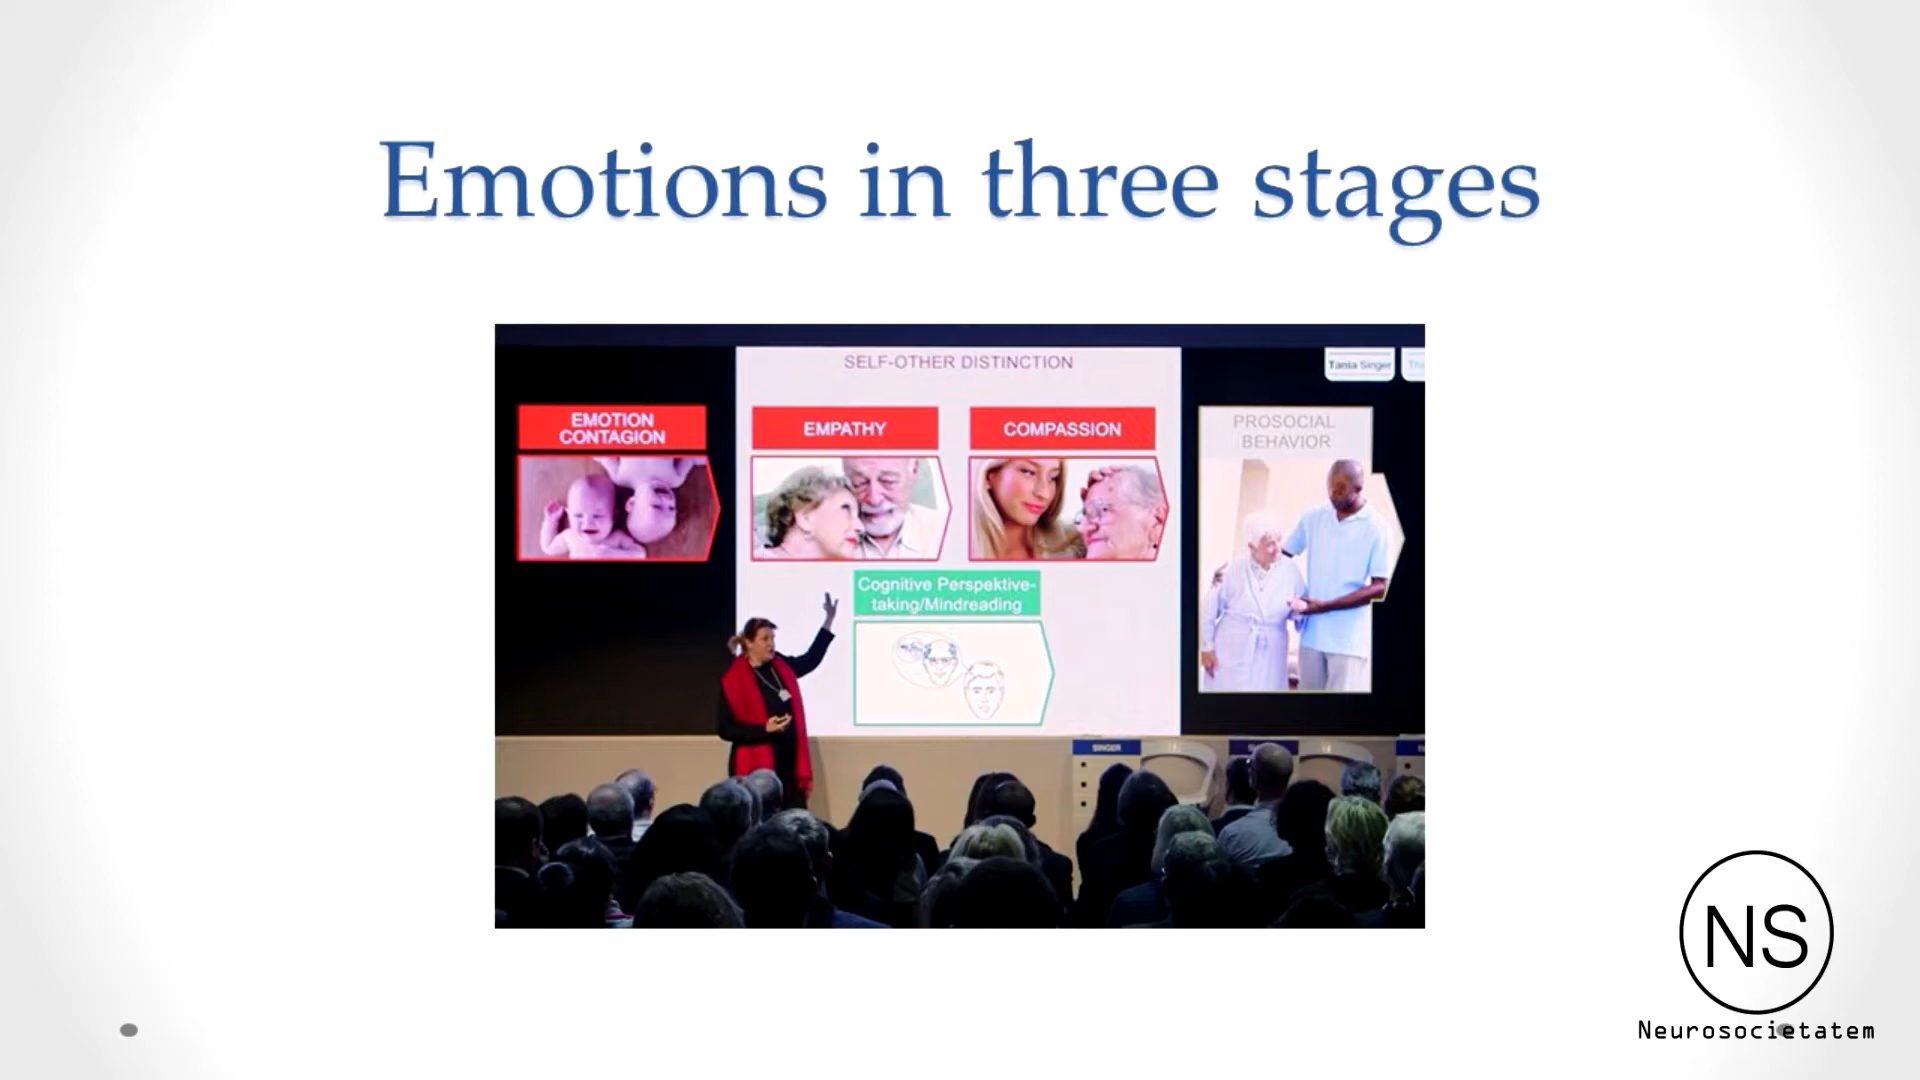 Emotions in three stages
SELF-OTHER DISTINCTION
Tania Singer
EMOTION
CONTAGION
EMPATHY
COMPASSION
PROSOCIAL
BEHAVIOR
Cognitive Perspektive-
taking/Mindreading
SINGER
NS
Neurosocietatem